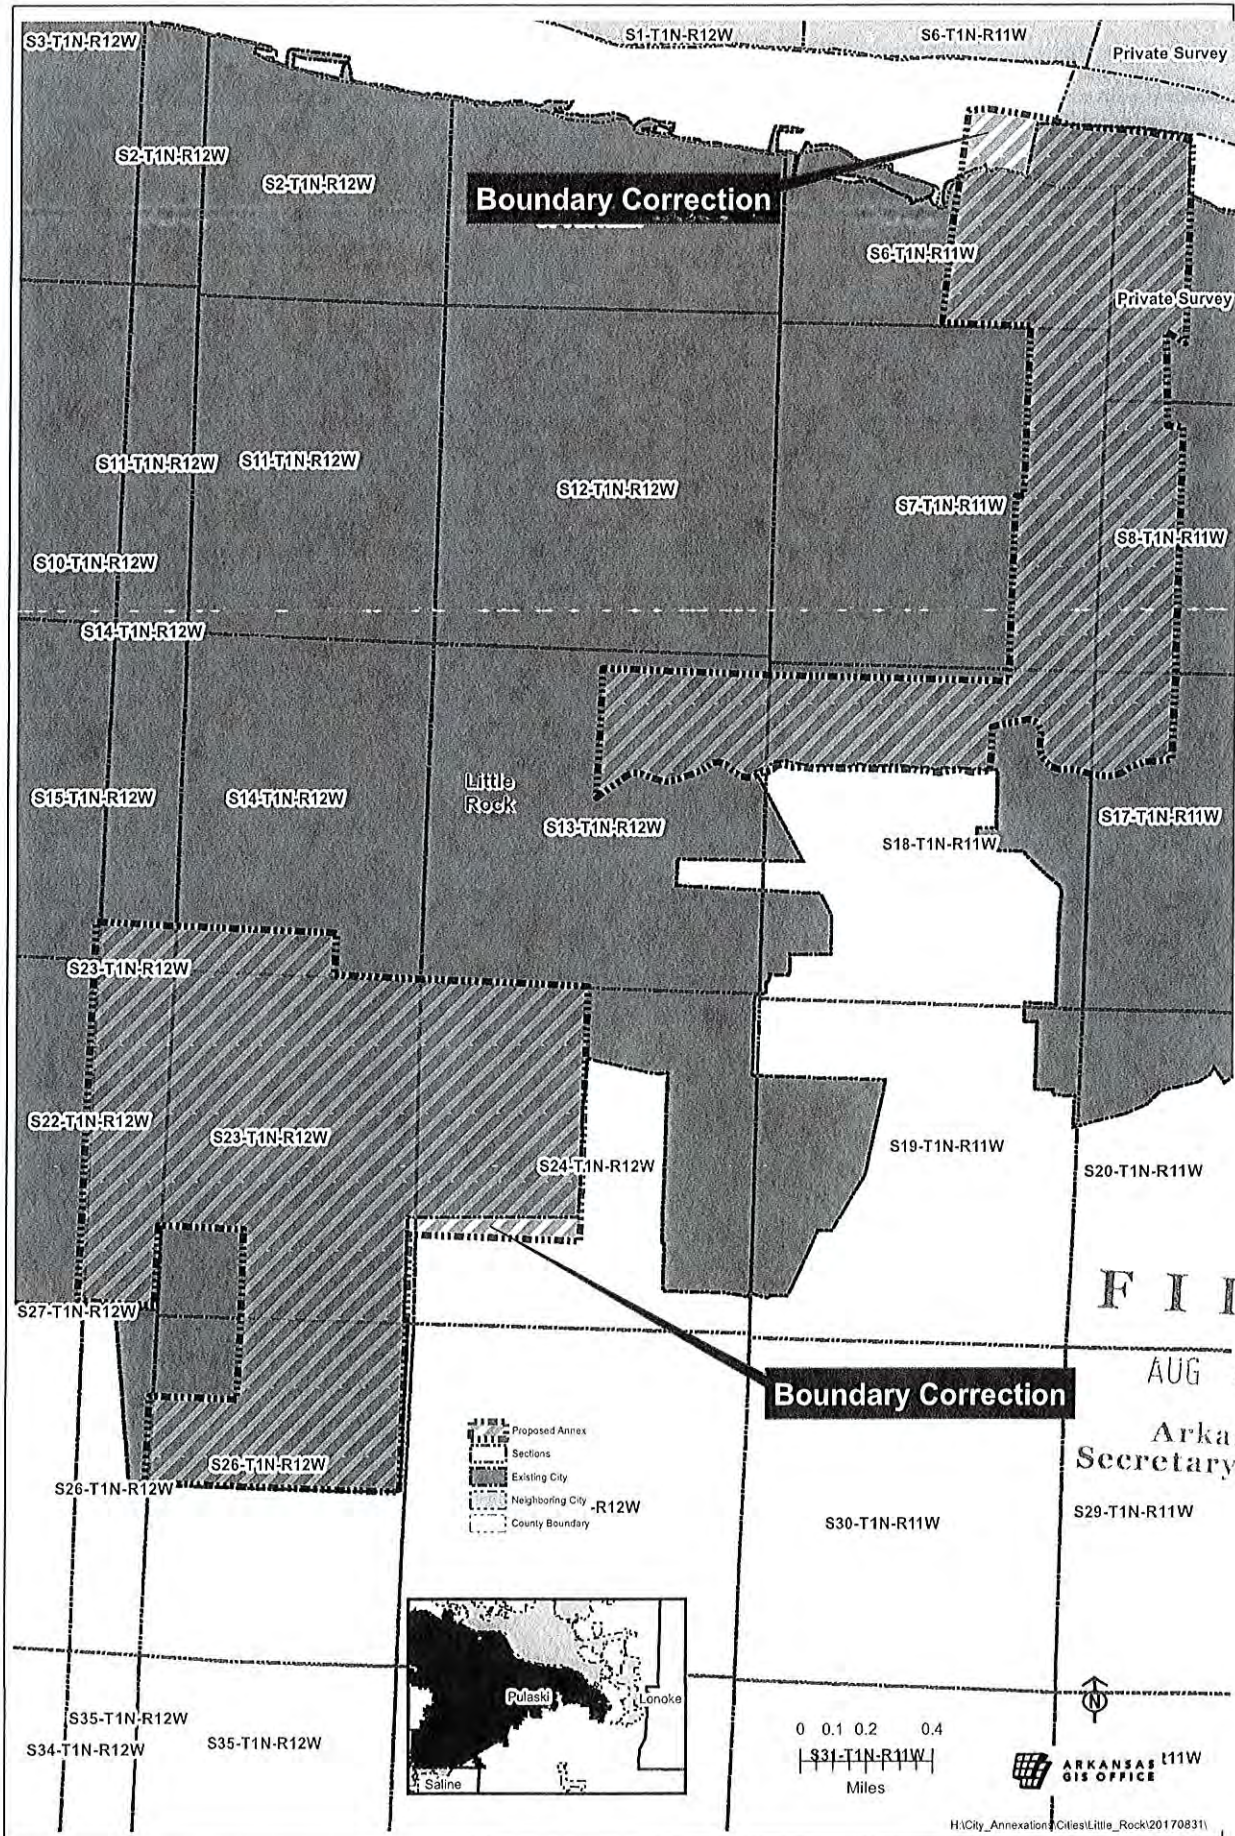 S3-T1N-R12W
S1-T1N-R12W
S6-T1N-R11W
Private Survey
S2-T1N-R12W
S2-T1N-R12W
Boundary Correction
S6-T1N-R11W
Private Survey
S11-T1N-R12W
S11-T1N-R12W
S12-T1N-R12W
S7-T1N-R11W
S8-T1N-R11W
S10-T1N-R12W
S14-T1N-R12W
Little
Rock
S15-T1N-R12W
S14-T1N-R12W
S13-T1N-R12W
S18-T1N-R11W
S17-T1N-R11W
S23-T1N-R12W
S22-T1N-R12W
S23-T1N-R12W
S24-T1N-R12W
S19-T1N-R11W
S20-T1N-R11W
S27-T1N-R12W
F I
AUG
Boundary Correction
Arka
Secretary
Proposed Annex
Sections
Existing City
Neighboring City
County Boundary
-R12W
S26-T1N-R12W
S26-T1N-R12W
S30-T1N-R11W
S29-T1N-R11W
Pulaski
Lonoke
Saline
S35-T1N-R12W
S34-T1N-R12W
S35-T1N-R12W
N
0 0.1 0.2 0.4
S31-T1N-R11W
Miles
ARKANSAS
GIS OFFICE
11W
H:\City_Annexations\Cities\Little_Rock\20170831\